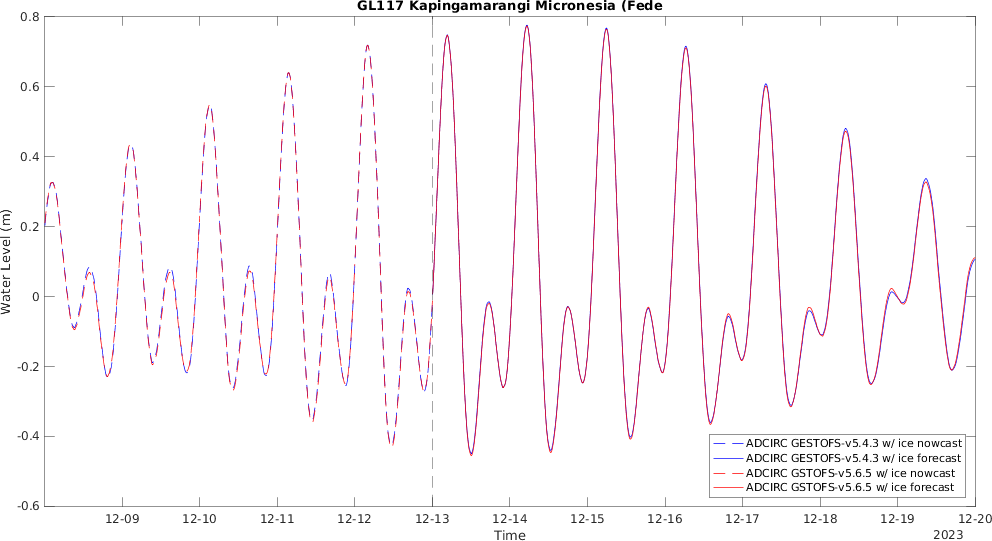 GL117 Kapingamarangi Micronesia (Fede
0.8
0.6
0.4
0.2
0
-0.2
-0.4
-0.6
Water Level (m)
12-09 12-10 12-11 12-12 12-13 12-14 12-15 12-16 12-17 12-18 12-19 12-20
Time
2023
ADCIRC GESTOFS-v5.4.3 w/ ice nowcast
ADCIRC GESTOFS-v5.4.3 w/ ice forecast
ADCIRC GSTOFS-v5.6.5 w/ ice nowcast
ADCIRC GSTOFS-v5.6.5 w/ ice forecast